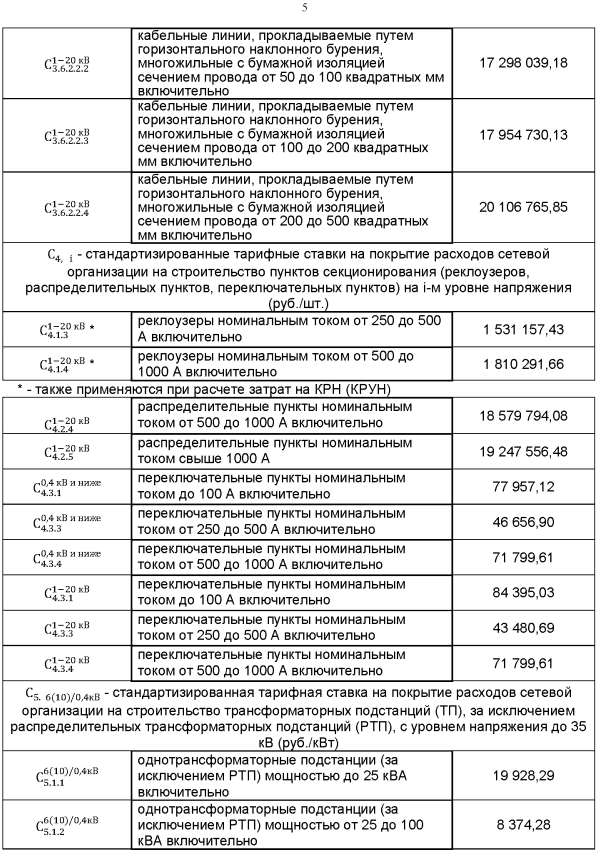 5
кабельные линии, прокладываемые путем
горизонтального наклонного бурения,
C 1−20 кВ 3.6.2.2.2 многожильные с бумажной изоляцией 17 298 039,18
сечением провода от 50 до 100 квадратных мм
включительно
кабельные линии, прокладываемые путем
горизонтального наклонного бурения,
C 1−20 кВ 3.6.2.2.3 многожильные с бумажной изоляцией 17 954 730,13
сечением провода от 100 до 200 квадратных
мм включительно
кабельные линии, прокладываемые путем
горизонтального наклонного бурения,
C 1−20 кВ 3.6.2.2.4 многожильные с бумажной изоляцией 20 106 765,85
сечением провода от 200 до 500 квадратных
мм включительно
C4, i - стандартизированные тарифные ставки на покрытие расходов сетевой
организации на строительство пунктов секционирования (реклоузеров,
распределительных пунктов, переключательных пунктов) на i-м уровне напряжения
(руб./шт.)
C 1−20 кВ 4.1.3 * реклоузеры номинальным током от 250 до 500 1 531 157,43
А включительно
C 1−20 кВ 4.1.4 * реклоузеры номинальным током от 500 до 1 810 291,66
1000 А включительно
* - также применяются при расчете затрат на КРН (КРУН)
C 1−20 кВ 4.2.4 распределительные пункты номинальным 18 579 794,08
током от 500 до 1000 А включительно
C 1−20 кВ 4.2.5 распределительные пункты номинальным 19 247 556,48
током свыше 1000 А
C 0,4 кВ и ниже 4.3.1 переключательные пункты номинальным 77 957,12
током до 100 А включительно
C 0,4 кВ и ниже 4.3.3 переключательные пункты номинальным 46 656,90
током от 250 до 500 А включительно
C 0,4 кВ и ниже 4.3.4 переключательные пункты номинальным 71 799,61
током от 500 до 1000 А включительно
C 1−20 кВ 4.3.1 переключательные пункты номинальным 84 395,03
током до 100 А включительно
C 1−20 кВ 4.3.3 переключательные пункты номинальным 43 480,69
током от 250 до 500 А включительно
C 1−20 кВ 4.3.4 переключательные пункты номинальным 71 799,61
током от 500 до 1000 А включительно
C5. 6(10)/0,4кВ - стандартизированная тарифная ставка на покрытие расходов сетевой
организации на строительство трансформаторных подстанций (ТП), за исключением
распределительных трансформаторных подстанций (РТП), с уровнем напряжения до 35
кВ (руб./кВт)
однотрансформаторные подстанции (за
C 6(10)/0,4кВ 5.1.1 исключением РТП) мощностью до 25 кВА 19 928,29
включительно
однотрансформаторные подстанции (за
C 6(10)/0,4кВ 5.1.2 исключением РТП) мощностью от 25 до 100 8 374,28
кВА включительно